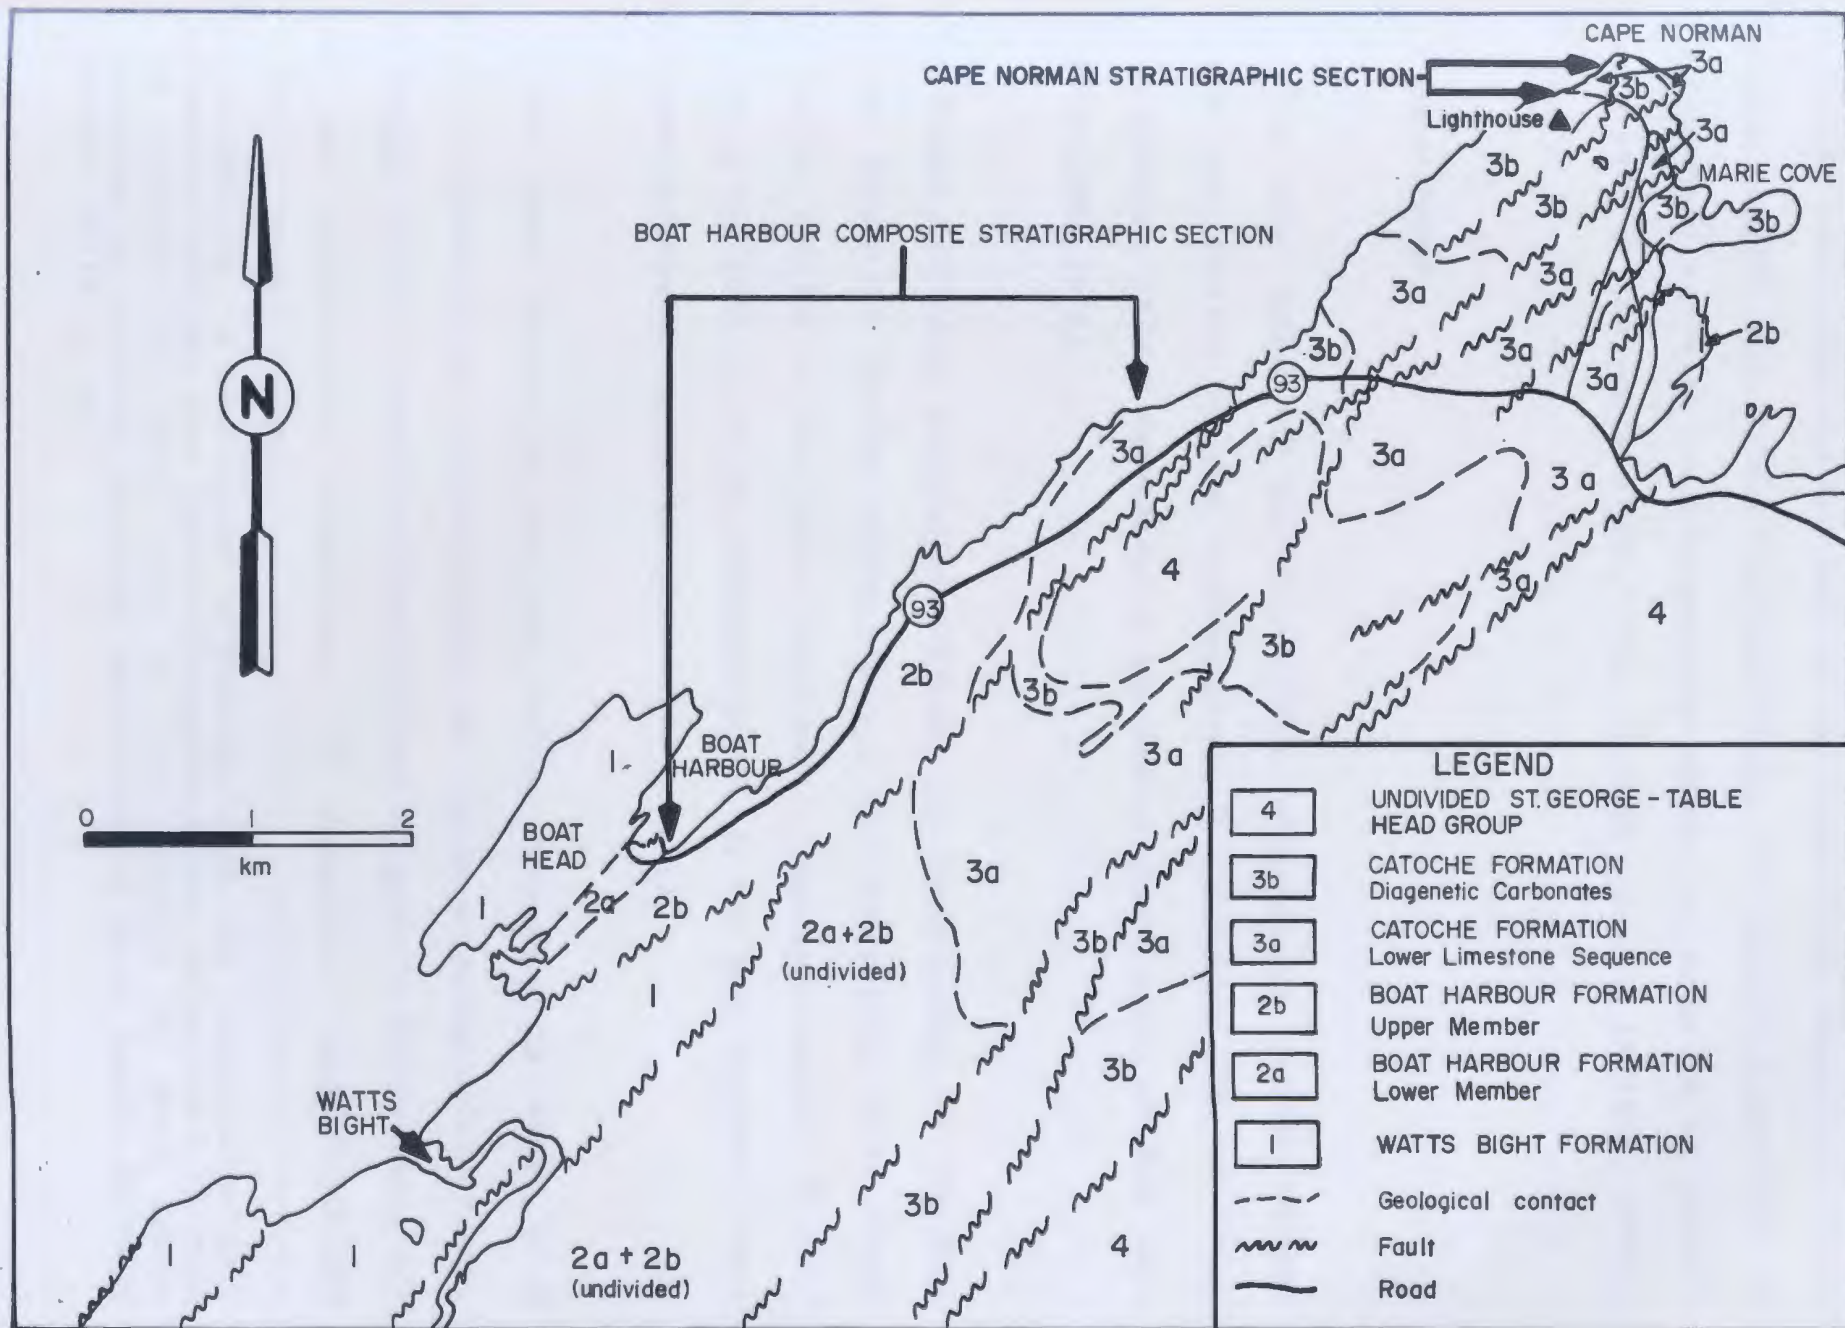 CAPE NORMAN
CAPE NORMAN STRATIGRAPHIC SECTION
3a
3b
Lighthouse
3a
3b
MARIE COVE
3b
3b
3b
BOAT HARBOUR COMPOSITE STRATIGRAPHIC SECTION
3a
3a
2b
3b
3a
3a
93
N
3a
3a
3a
4
3a
93
3b
4
2b
3b
1
BOAT
HARBOUR
3a
0 1 2
km
BOAT
HEAD
3a
1
2a
2b
2a+2b
(undivided)
3b
3a
1
3b
WATTS
BIGHT
3b
1
1
2a + 2b
(undivided)
4
LEGEND
4 UNDIVIDED ST. GEORGE - TABLE
HEAD GROUP
3b CATOCHE FORMATION
Diagenetic Carbonates
3a CATOCHE FORMATION
Lower Limestone Sequence
2b BOAT HARBOUR FORMATION
Upper Member
2a BOAT HARBOUR FORMATION
Lower Member
1 WATTS BIGHT FORMATION
Geological contact
Fault
Road